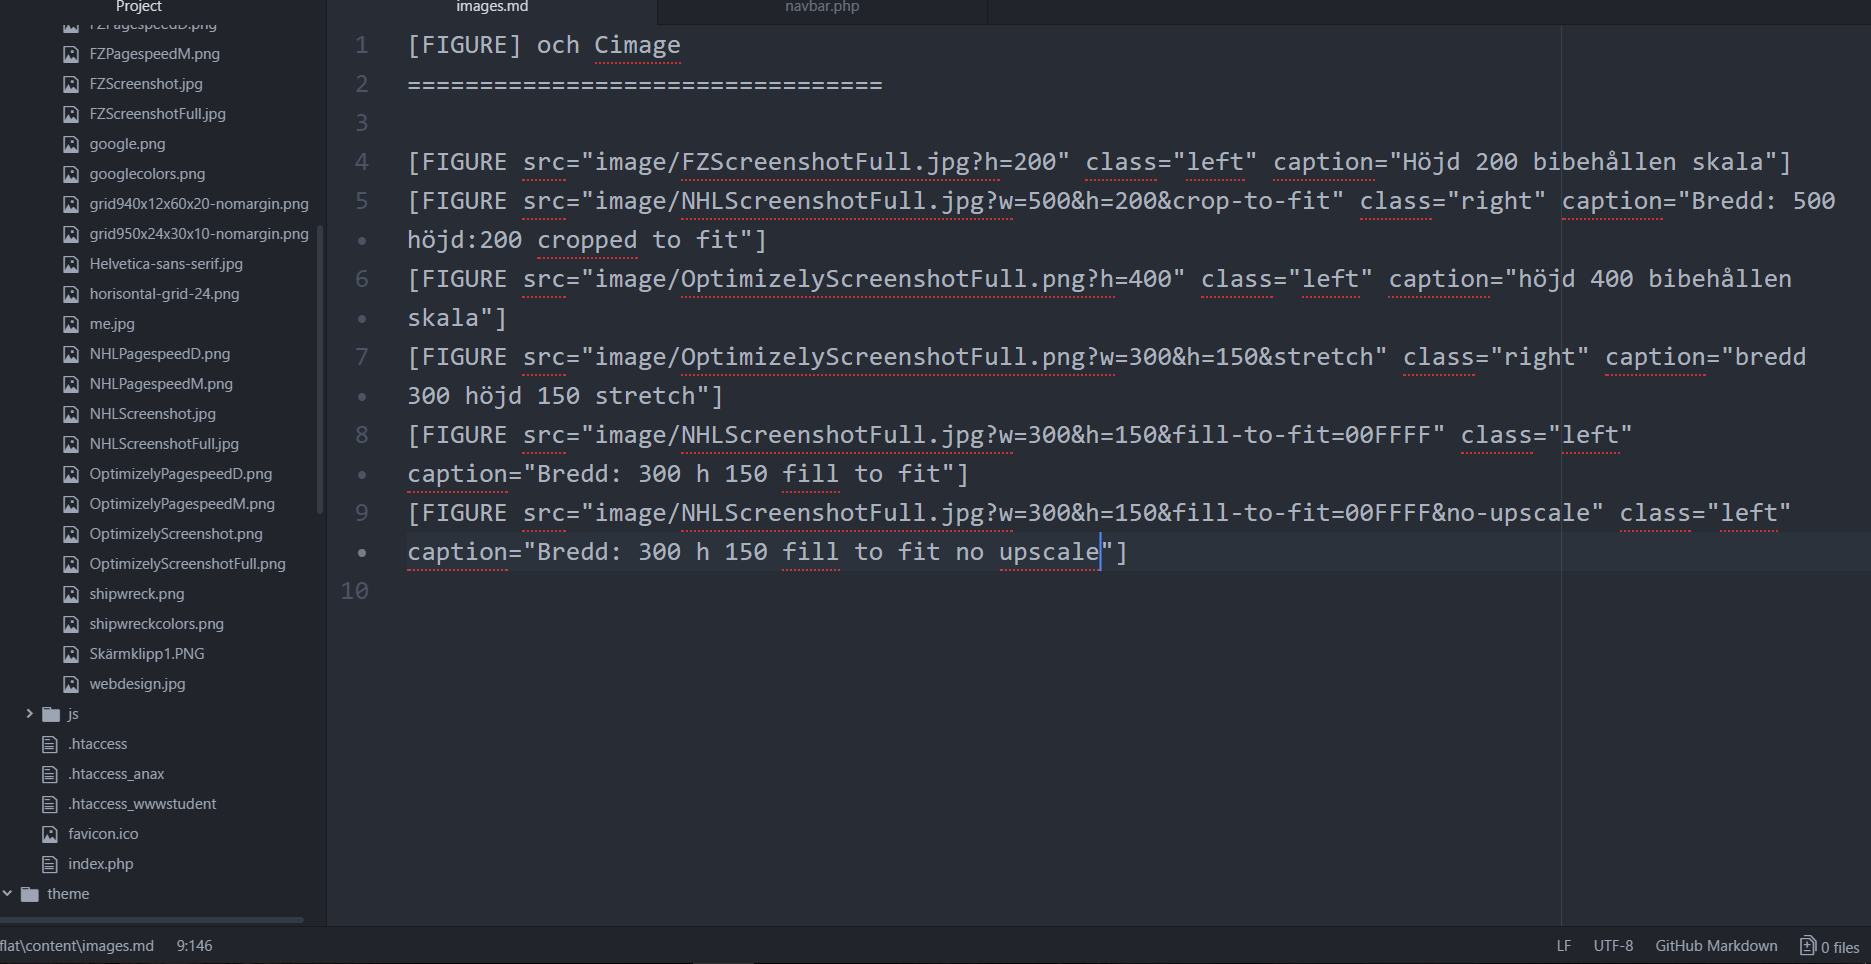 Project
images.md
navbar.php
FZPagespeedD.png
FZPagespeedM.png
FZScreenshot.jpg
FZScreenshotFull.jpg
google.png
googlecolors.png
grid940x12x60x20-nomargin.png
grid950x24x30x10-nomargin.png
Helvetica-sans-serif.jpg
horisontal-grid-24.png
me.jpg
NHLPagespeedD.png
NHLPagespeedM.png
NHLScreenshot.jpg
NHLScreenshotFull.jpg
OptimizelyPagespeedD.png
OptimizelyPagespeedM.png
OptimizelyScreenshot.png
OptimizelyScreenshotFull.png
shipwreck.png
shipwreckcolors.png
Skärmklipp1.PNG
webdesign.jpg
js
.htaccess
.htaccess_anax
.htaccess_wwwstudent
favicon.ico
index.php
theme
1 [FIGURE] och Cimage
2 =================================
3
4 [FIGURE src="image/FZScreenshotFull.jpg?h=200" class="left" caption="Höjd 200 bibehållen skala"]
5 [FIGURE src="image/NHLScreenshotFull.jpg?w=500&h=200&crop-to-fit" class="right" caption="Bredd: 500
• höjd:200 cropped to fit"]
6 [FIGURE src="image/OptimizelyScreenshotFull.png?h=400" class="left" caption="höjd 400 bibehållen
• skala"]
7 [FIGURE src="image/OptimizelyScreenshotFull.png?w=300&h=150&stretch" class="right" caption="bredd
• 300 höjd 150 stretch"]
8 [FIGURE src="image/NHLScreenshotFull.jpg?w=300&h=150&fill-to-fit=00FFFF" class="left"
• caption="Bredd: 300 h 150 fill to fit"]
9 [FIGURE src="image/NHLScreenshotFull.jpg?w=300&h=150&fill-to-fit=00FFFF&no-upscale" class="left"
• caption="Bredd: 300 h 150 fill to fit no upscale"]
10
flat\content\images.md 9:146 LF UTF-8 GitHub Markdown 0 files